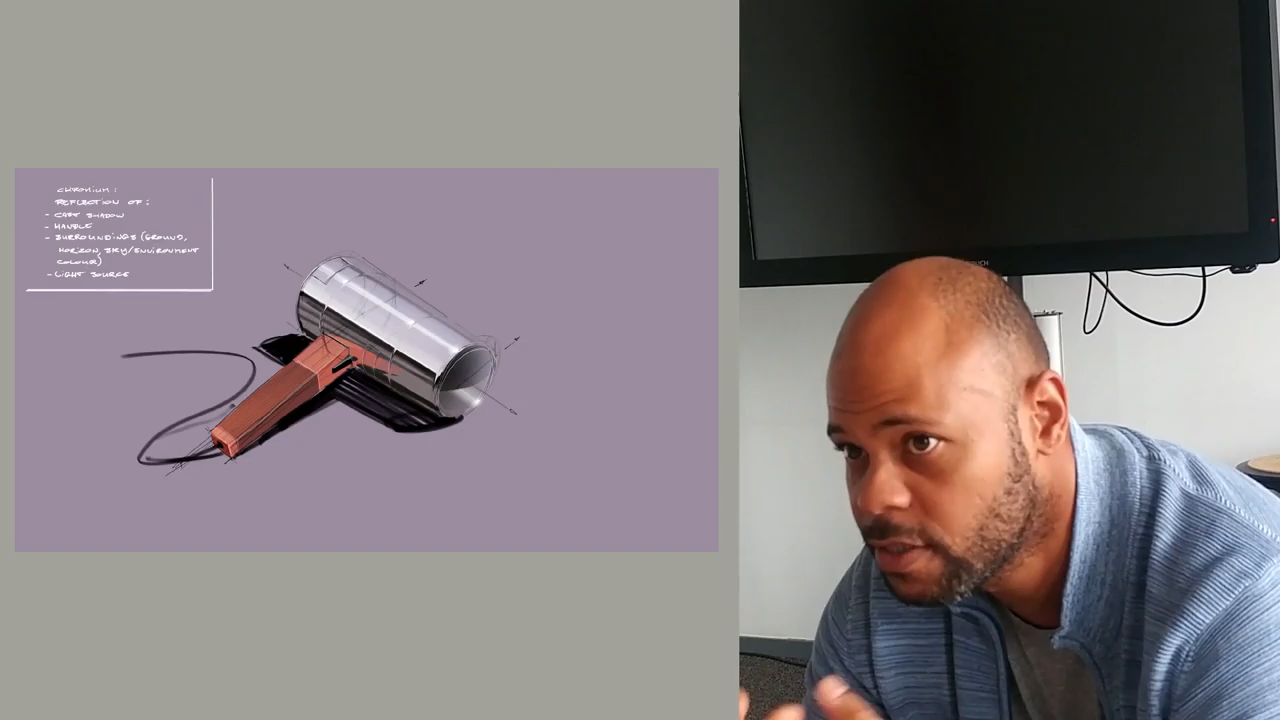 CHROMIUM :
REFLECTION OF :
- CAST SHADOW
- HANDLE
- SURROUNDINGS (GROUND,
HORIZON, SKY/ENVIRONMENT
COLOUR)
- LIGHT SOURCE